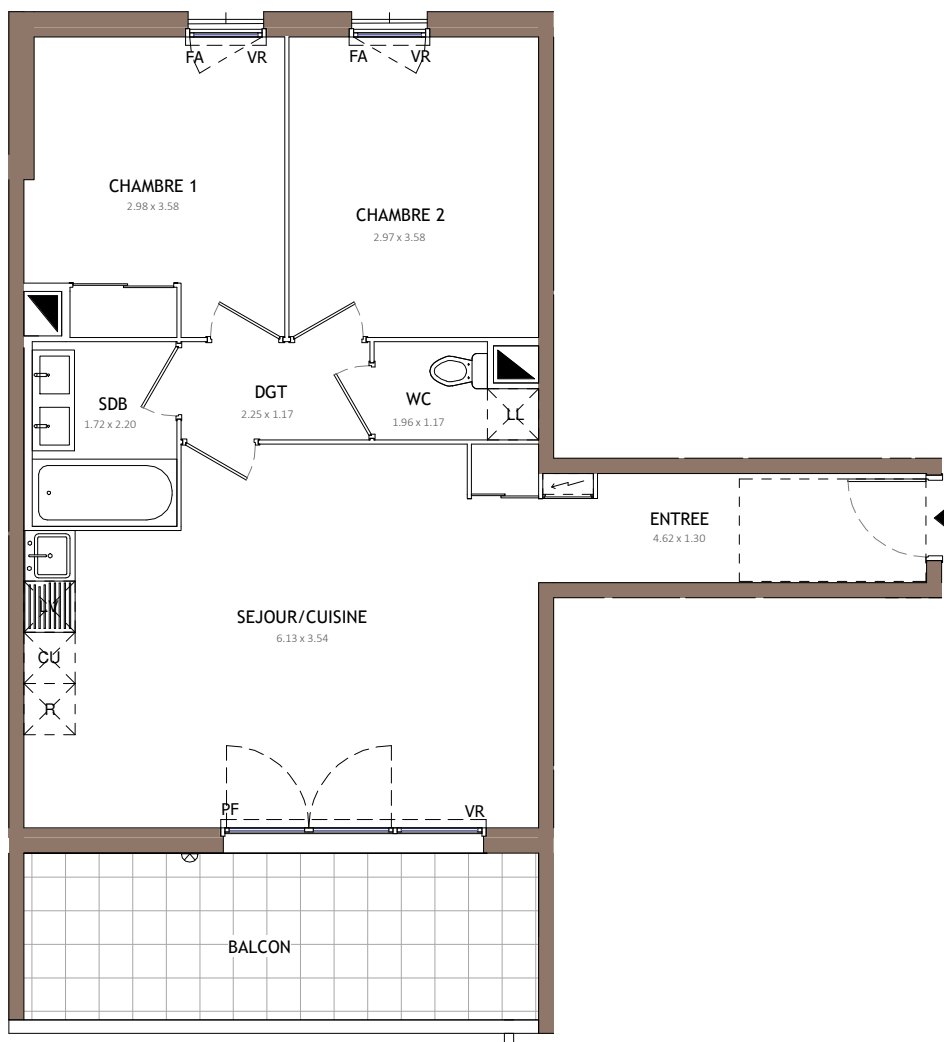 FA VR
FA VR
CHAMBRE 1
2.98 x 3.58
CHAMBRE 2
2.97 x 3.58
SDB
1.72 x 2.20
DGT
2.25 x 1.17
WC
1.96 x 1.17
LL
ENTREE
4.62 x 1.30
LV
SEJOUR/CUISINE
6.13 x 3.54
CU
R
PF
VR
BALCON